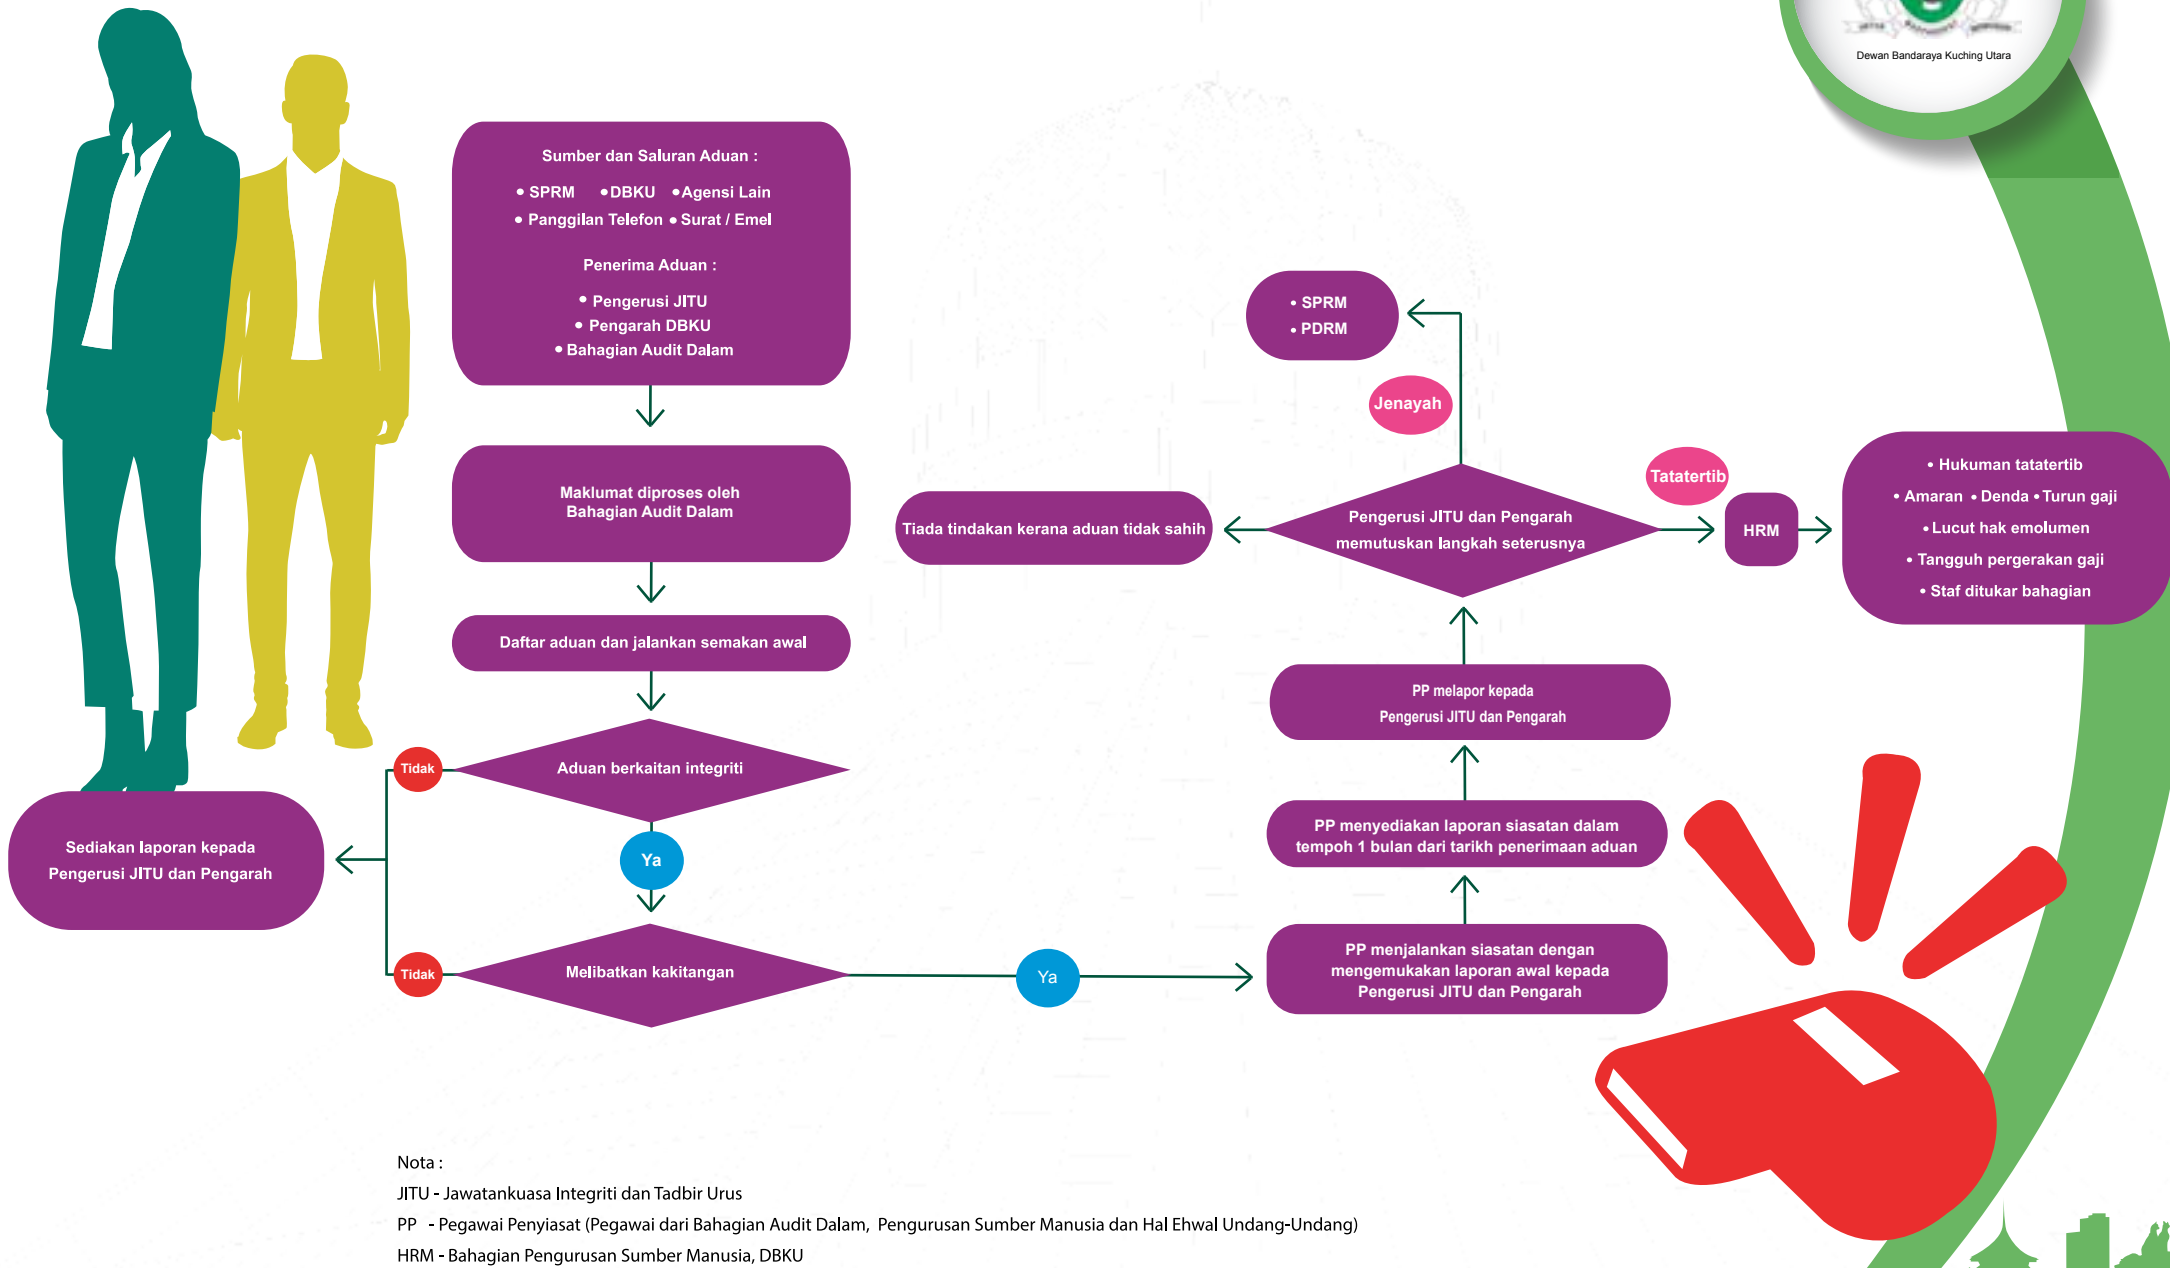 Dewan Bandaraya Kuching Utara
Sumber dan Saluran Aduan :
• SPRM • DBKU • Agensi Lain
• Panggilan Telefon • Surat / Emel
Penerima Aduan :
• Pengerusi JITU
• Pengarah DBKU
• Bahagian Audit Dalam
Maklumat diproses oleh
Bahagian Audit Dalam
Daftar aduan dan jalankan semakan awal
Aduan berkaitan integriti
Tidak
Ya
Sediakan laporan kepada
Pengerusi JITU dan Pengarah
Melibatkan kakitangan
Tidak
Ya
PP menjalankan siasatan dengan
mengemukakan laporan awal kepada
Pengerusi JITU dan Pengarah
PP menyediakan laporan siasatan dalam
tempoh 1 bulan dari tarikh penerimaan aduan
PP melapor kepada
Pengerusi JITU dan Pengarah
Pengerusi JITU dan Pengarah
memutuskan langkah seterusnya
Tiada tindakan kerana aduan tidak sahih
Jenayah
• SPRM
• PDRM
Tatatertib
HRM
• Hukuman tatatertib
• Amaran • Denda • Turun gaji
• Lucut hak emolumen
• Tangguh pergerakan gaji
• Staf ditukar bahagian
Nota :
JITU - Jawatankuasa Integriti dan Tadbir Urus
PP - Pegawai Penyiasat (Pegawai dari Bahagian Audit Dalam, Pengurusan Sumber Manusia dan Hal Ehwal Undang-Undang)
HRM - Bahagian Pengurusan Sumber Manusia, DBKU